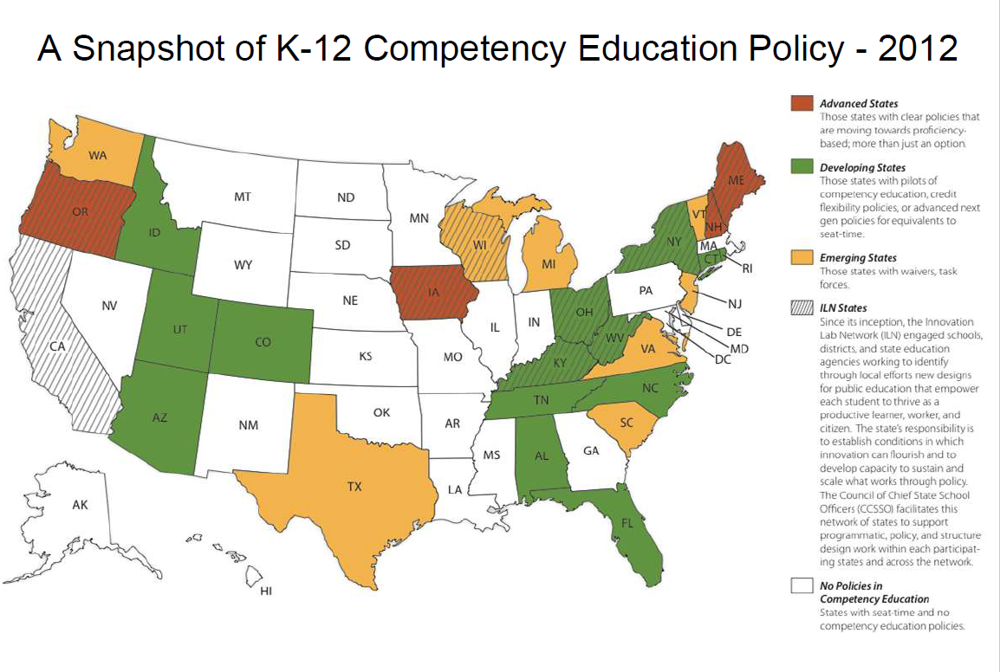 A Snapshot of K-12 Competency Education Policy - 2012
Advanced States
Those states with clear policies that
are moving towards proficiency-
based; more than just an option.
Developing States
Those states with pilots of
competency education, credit
flexibility policies, or advanced next
gen policies for equivalents to
seat-time.
Emerging States
Those states with waivers, task
forces.
ILN States
Since its inception, the Innovation
Lab Network (ILN) engaged schools,
districts, and state education
agencies working to identify
through local efforts new designs
for public education that empower
each student to thrive as a
productive learner, worker, and
citizen. The state's responsibility is
to establish conditions in which
innovation can flourish and to
develop capacity to sustain and
scale what works through policy.
The Council of Chief State School
Officers (CCSSO) facilitates this
network of states to support
programmatic, policy, and structure
design work within each participat-
ing states and across the network.
No Policies in
Competency Education
States with seat-time and no
competency education policies.
WA
OR
ID
MT
ND
MN
SD
WY
NE
NV
UT
CO
CA
KS
AZ
NM
OK
TX
IA
WI
MI
IL
IN
OH
MO
KY
WV
VA
TN
NC
AR
SC
MS
AL
GA
LA
FL
PA
NY
VT
NH
ME
MA
CT
RI
NJ
DE
MD
DC
AK
HI